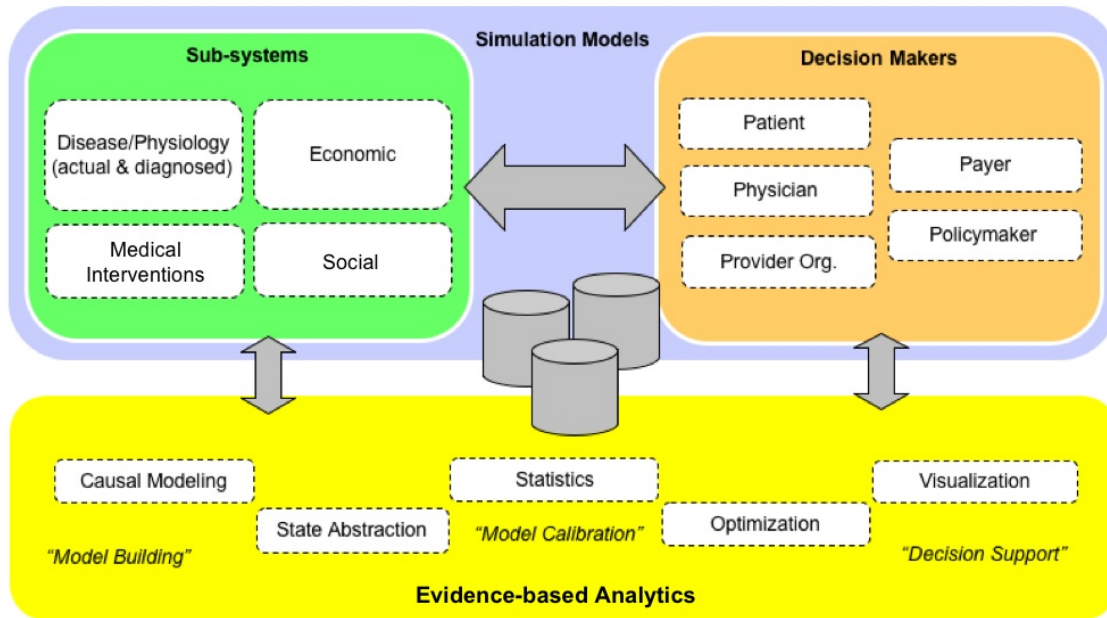 Simulation Models
Sub-systems
Disease/Physiology
(actual & diagnosed)
Economic
Medical
Interventions
Social
Decision Makers
Patient
Physician
Provider Org.
Payer
Policymaker
Causal Modeling
State Abstraction
Statistics
Optimization
Visualization
“Model Building”
“Model Calibration”
“Decision Support”
Evidence-based Analytics